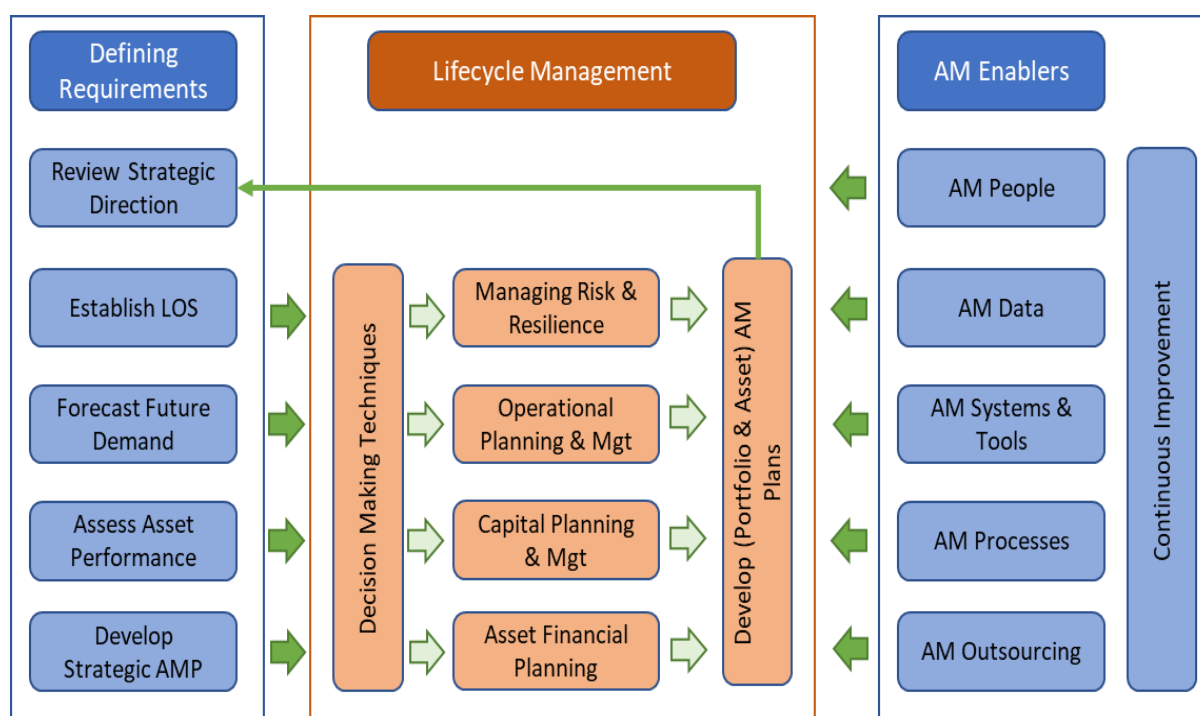 Defining
Requirements
Review Strategic
Direction
Establish LOS
Forecast Future
Demand
Assess Asset
Performance
Develop
Strategic AMP
Lifecycle Management
Decision Making Techniques
Managing Risk &
Resilience
Operational
Planning & Mgt
Capital Planning
& Mgt
Asset Financial
Planning
Develop (Portfolio & Asset) AM
Plans
AM Enablers
AM People
AM Data
AM Systems &
Tools
AM Processes
AM Outsourcing
Continuous Improvement